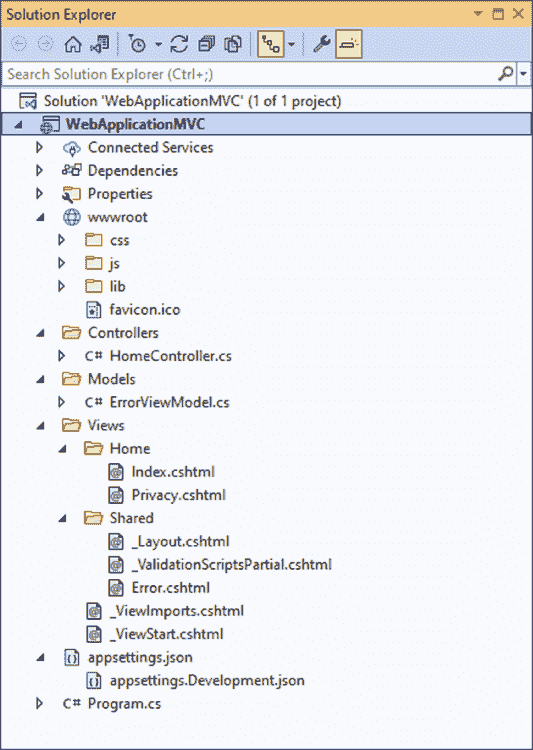 Solution Explorer
Search Solution Explorer (Ctrl+;)
Solution 'WebApplicationMVC' (1 of 1 project)
WebApplicationMVC
Connected Services
Dependencies
Properties
wwwroot
css
js
lib
favicon.ico
Controllers
C# HomeController.cs
Models
C# ErrorViewModel.cs
Views
Home
Index.cshtml
Privacy.cshtml
Shared
_Layout.cshtml
_ValidationScriptsPartial.cshtml
Error.cshtml
_ViewImports.cshtml
_ViewStart.cshtml
appsettings.json
appsettings.Development.json
C# Program.cs